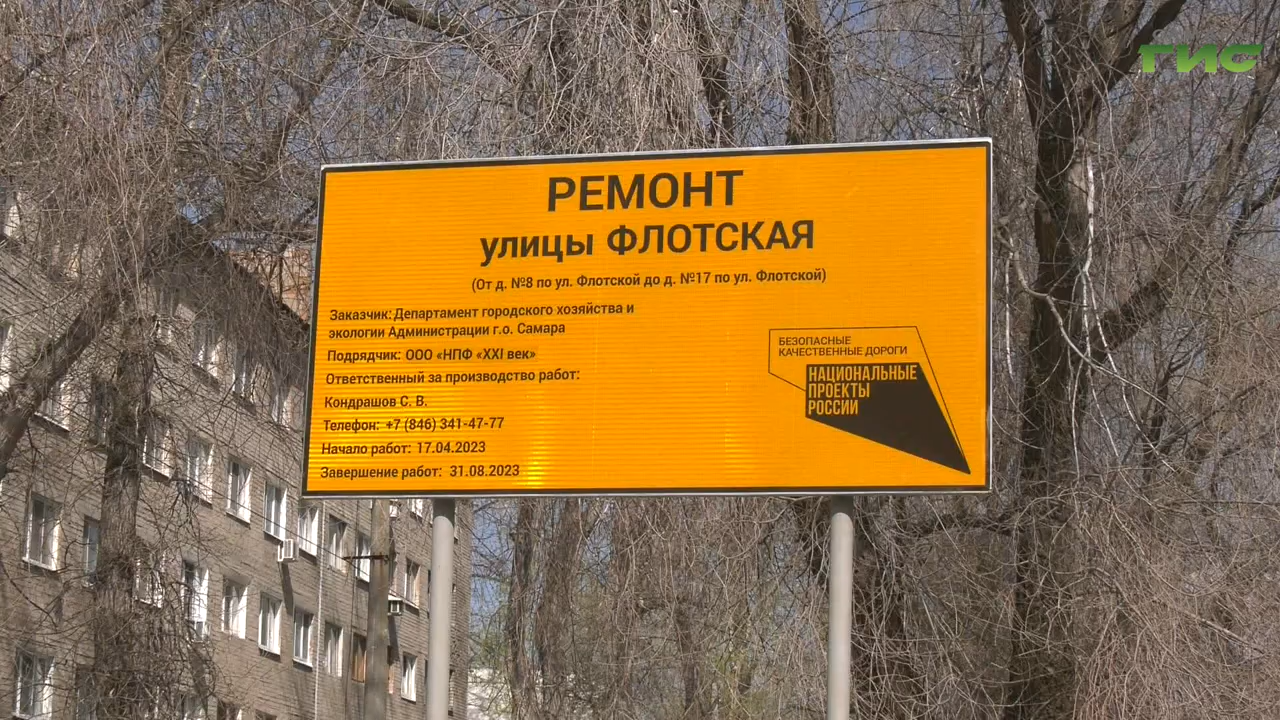 ГИС
РЕМОНТ
улицы ФЛОТСКАЯ
(От д. №8 по ул. Флотской до д. №17 по ул. Флотской)
Заказчик: Департамент городского хозяйства и
экологии Администрации г.о. Самара
Подрядчик: ООО «НПФ «XXI век»
Ответственный за производство работ:
Кондрашов С. В.
Телефон: +7 (846) 341-47-77
Начало работ: 17.04.2023
Завершение работ: 31.08.2023
БЕЗОПАСНЫЕ
КАЧЕСТВЕННЫЕ ДОРОГИ
НАЦИОНАЛЬНЫЕ
ПРОЕКТЫ
РОССИИ